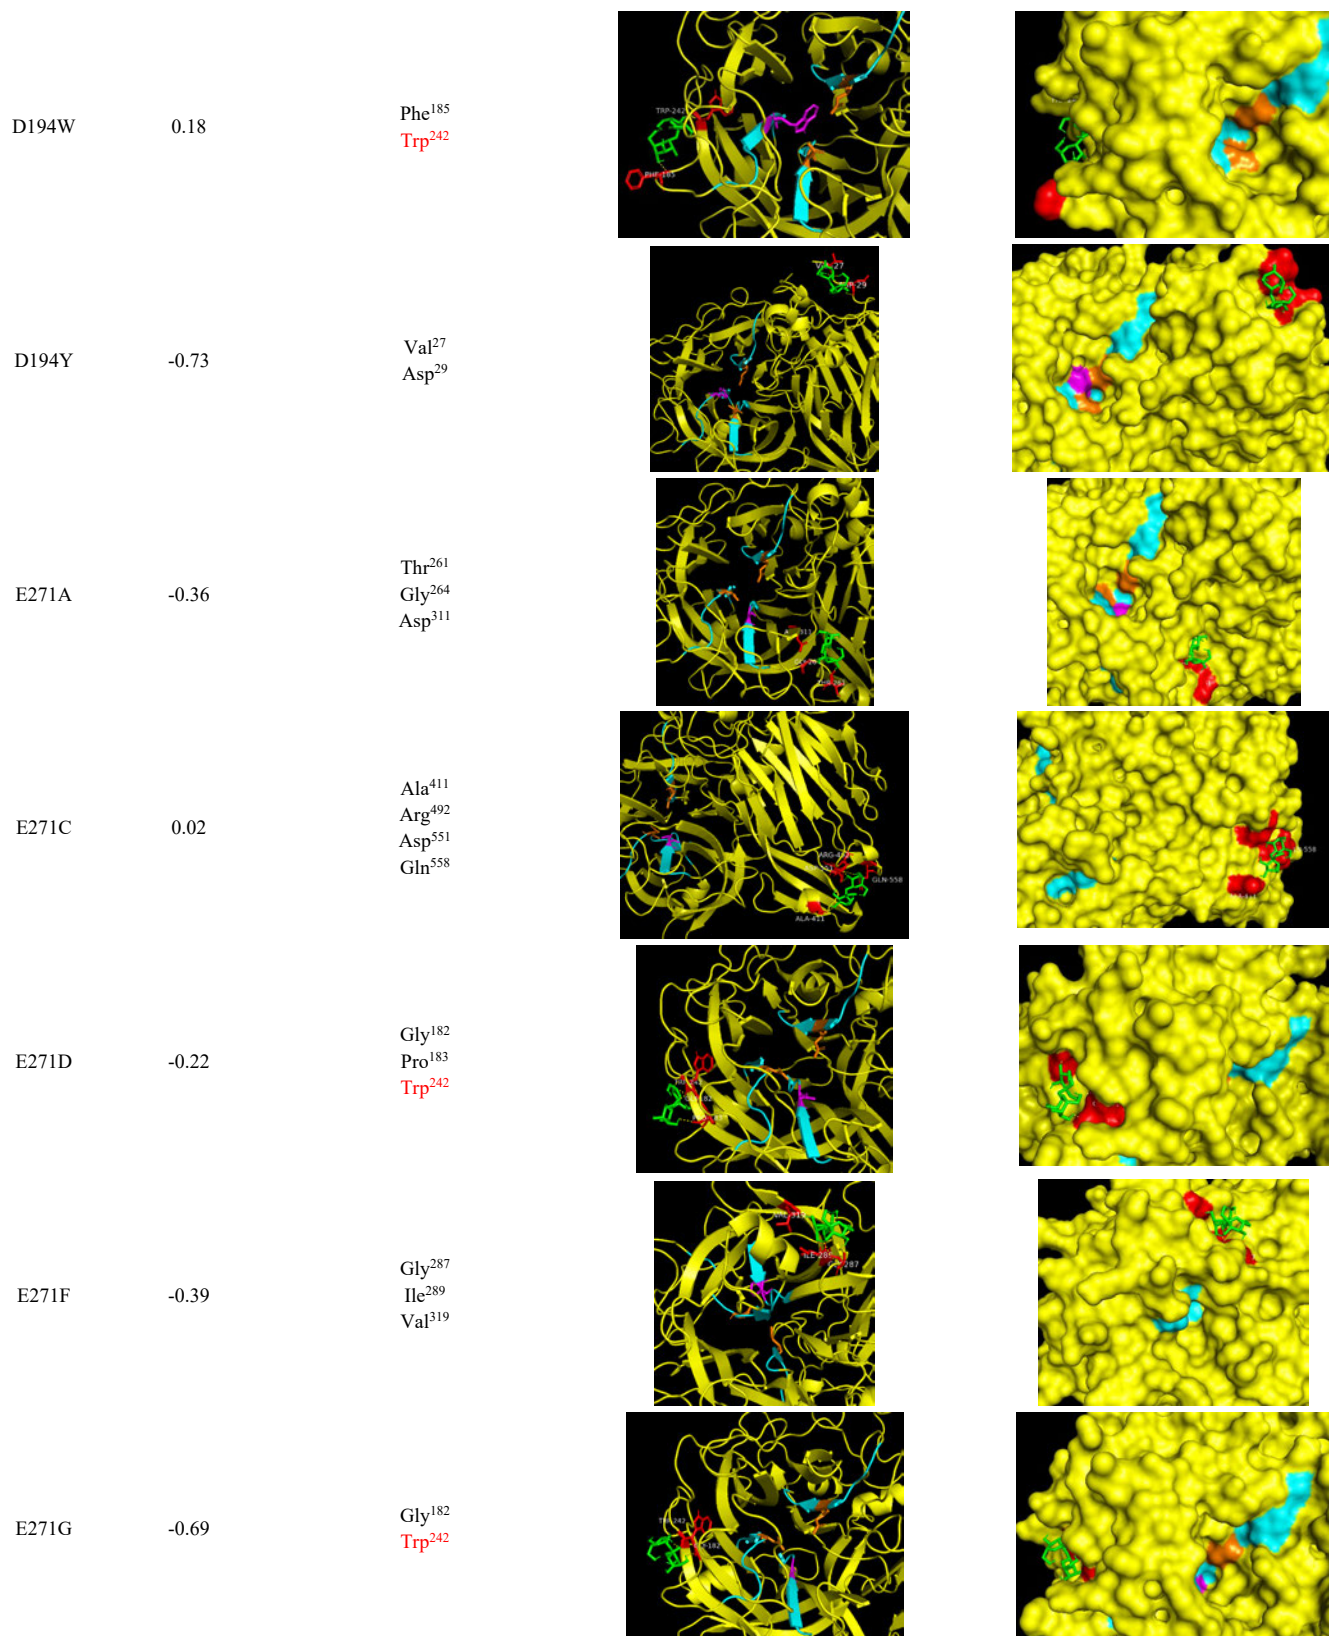 D194W 0.18 Phe185
Trp242
TRP-242
PHE-185
D194Y -0.73 Val27
Asp29
E271A -0.36 Thr261
Gly264
Asp311
E271C 0.02 Ala411
Arg492
Asp551
Gln558
GLN-558
ALA-411
E271D -0.22 Gly182
Pro183
Trp242
E271F -0.39 Gly287
Ile289
Val319
E271G -0.69 Gly182
Trp242